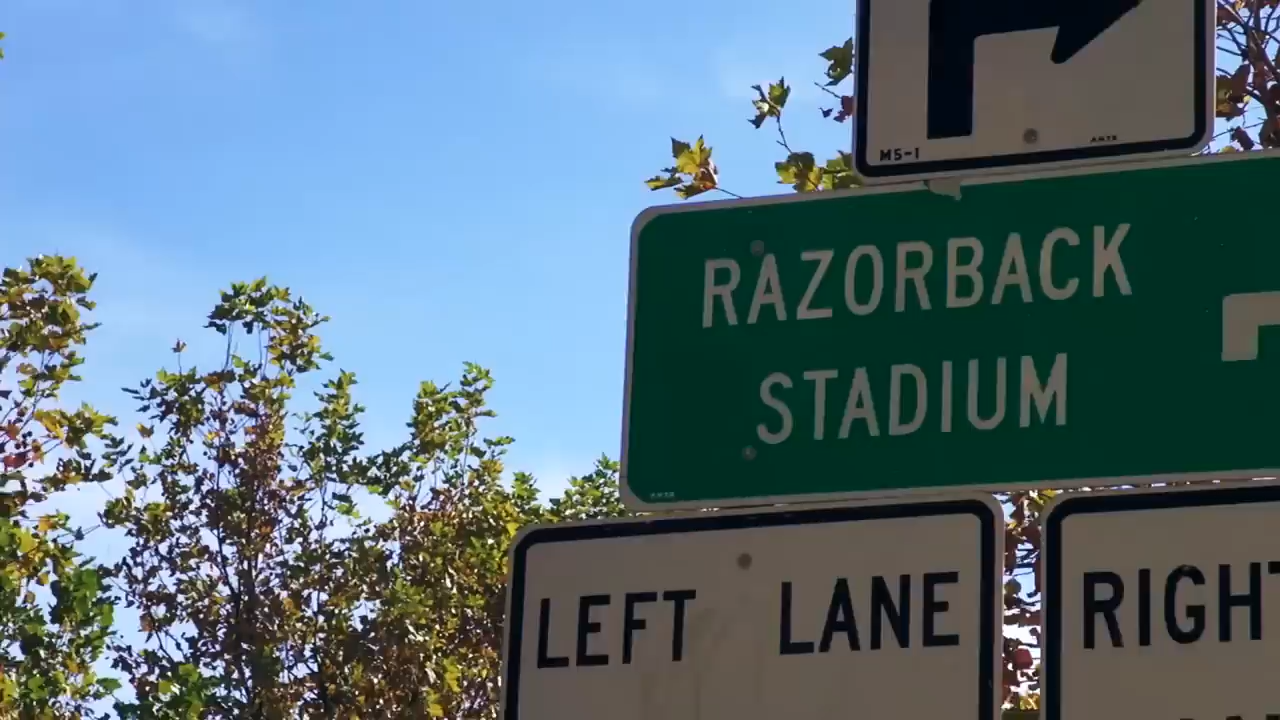 M5-1
RAZORBACK
STADIUM
LEFT LANE
RIGHT